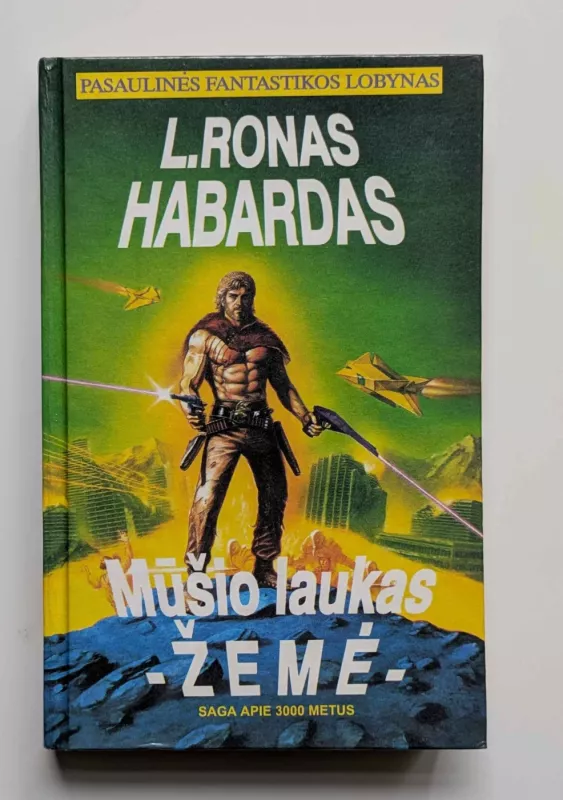 PASAULINĖS FANTASTIKOS LOBYNAS
L.RONAS
HABARDAS
Mūšio laukas
- ŽEMĖ -
SAGA APIE 3000 METUS